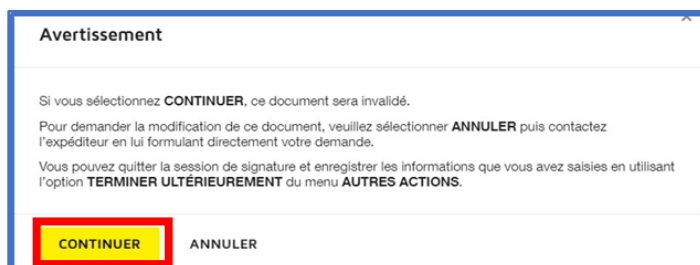 Avertissement
Si vous sélectionnez CONTINUER, ce document sera invalidé.
Pour demander la modification de ce document, veuillez sélectionner ANNULER puis contactez
l'expéditeur en lui formulant directement votre demande.
Vous pouvez quitter la session de signature et enregistrer les informations que vous avez saisies en utilisant
l'option TERMINER ULTÉRIEUREMENT du menu AUTRES ACTIONS.
CONTINUER ANNULER